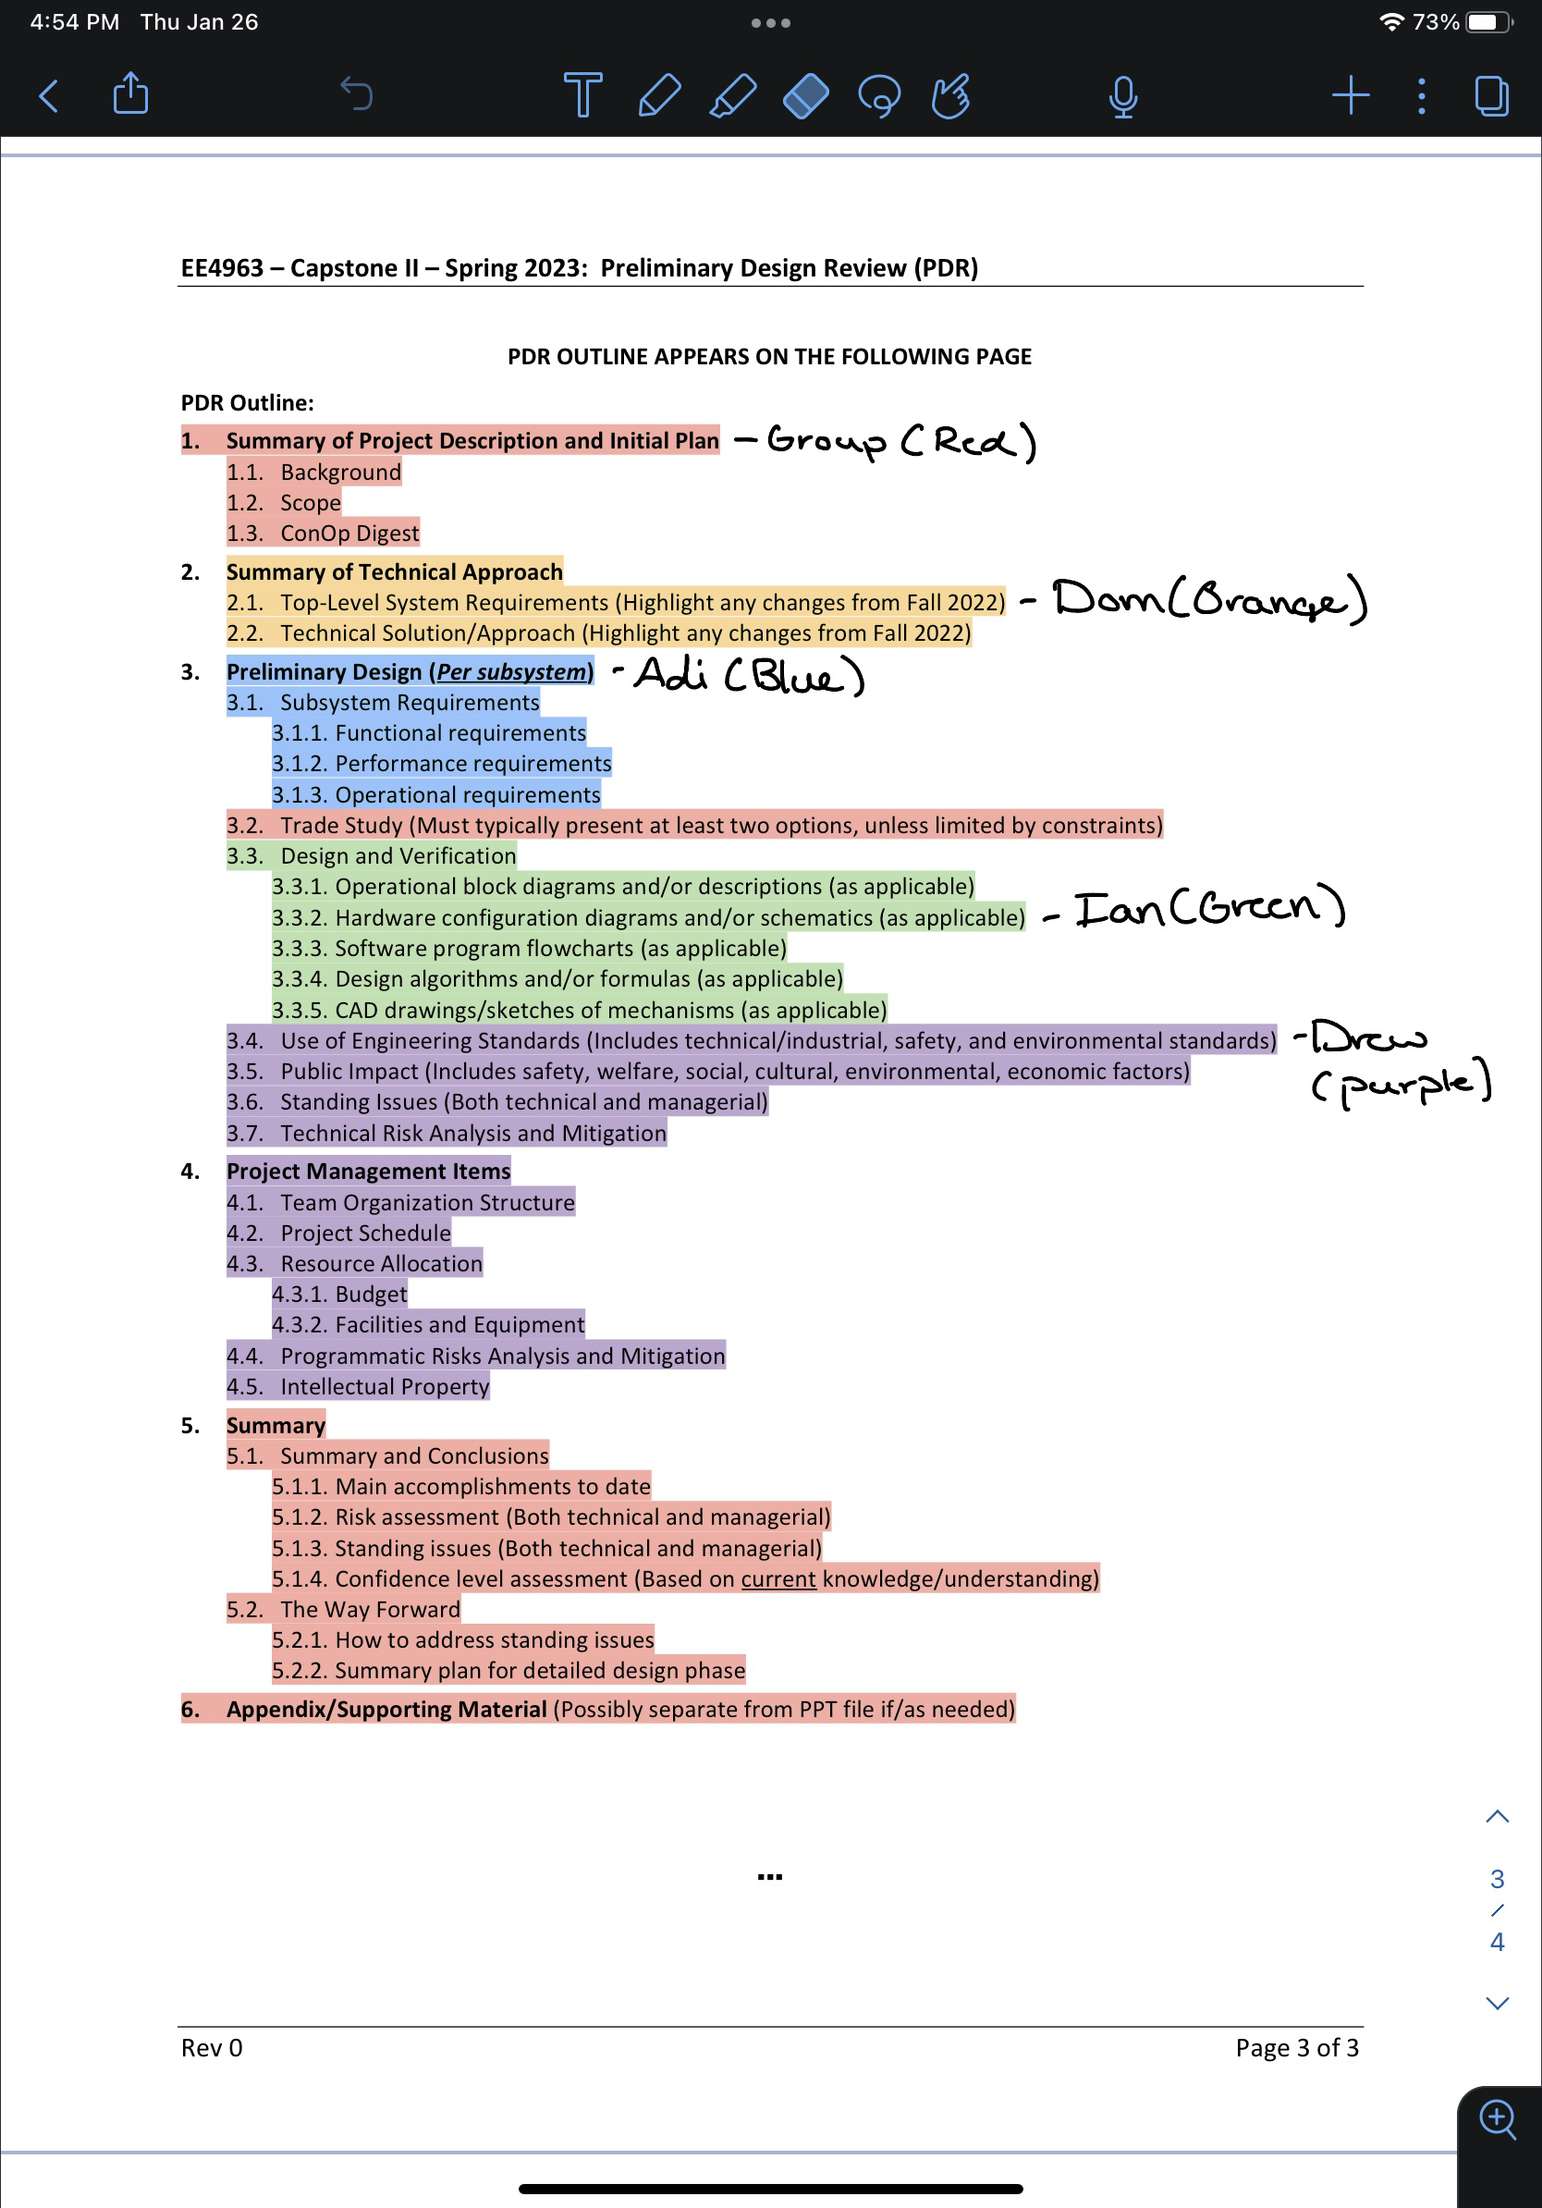 4:54 PM Thu Jan 26
73%
EE4963 – Capstone II – Spring 2023: Preliminary Design Review (PDR)
PDR OUTLINE APPEARS ON THE FOLLOWING PAGE
PDR Outline:
1. Summary of Project Description and Initial Plan – Group (Red)
1.1. Background
1.2. Scope
1.3. ConOp Digest
2. Summary of Technical Approach
2.1. Top-Level System Requirements (Highlight any changes from Fall 2022) - Dom (Orange)
2.2. Technical Solution/Approach (Highlight any changes from Fall 2022)
3. Preliminary Design (Per subsystem) - Adi (Blue)
3.1. Subsystem Requirements
3.1.1. Functional requirements
3.1.2. Performance requirements
3.1.3. Operational requirements
3.2. Trade Study (Must typically present at least two options, unless limited by constraints)
3.3. Design and Verification
3.3.1. Operational block diagrams and/or descriptions (as applicable)
3.3.2. Hardware configuration diagrams and/or schematics (as applicable) - Ian (Green)
3.3.3. Software program flowcharts (as applicable)
3.3.4. Design algorithms and/or formulas (as applicable)
3.3.5. CAD drawings/sketches of mechanisms (as applicable)
3.4. Use of Engineering Standards (Includes technical/industrial, safety, and environmental standards) - Drew
(purple)
3.5. Public Impact (Includes safety, welfare, social, cultural, environmental, economic factors)
3.6. Standing Issues (Both technical and managerial)
3.7. Technical Risk Analysis and Mitigation
4. Project Management Items
4.1. Team Organization Structure
4.2. Project Schedule
4.3. Resource Allocation
4.3.1. Budget
4.3.2. Facilities and Equipment
4.4. Programmatic Risks Analysis and Mitigation
4.5. Intellectual Property
5. Summary
5.1. Summary and Conclusions
5.1.1. Main accomplishments to date
5.1.2. Risk assessment (Both technical and managerial)
5.1.3. Standing issues (Both technical and managerial)
5.1.4. Confidence level assessment (Based on current knowledge/understanding)
5.2. The Way Forward
5.2.1. How to address standing issues
5.2.2. Summary plan for detailed design phase
6. Appendix/Supporting Material (Possibly separate from PPT file if/as needed)
...
3
/
4
Rev 0 Page 3 of 3